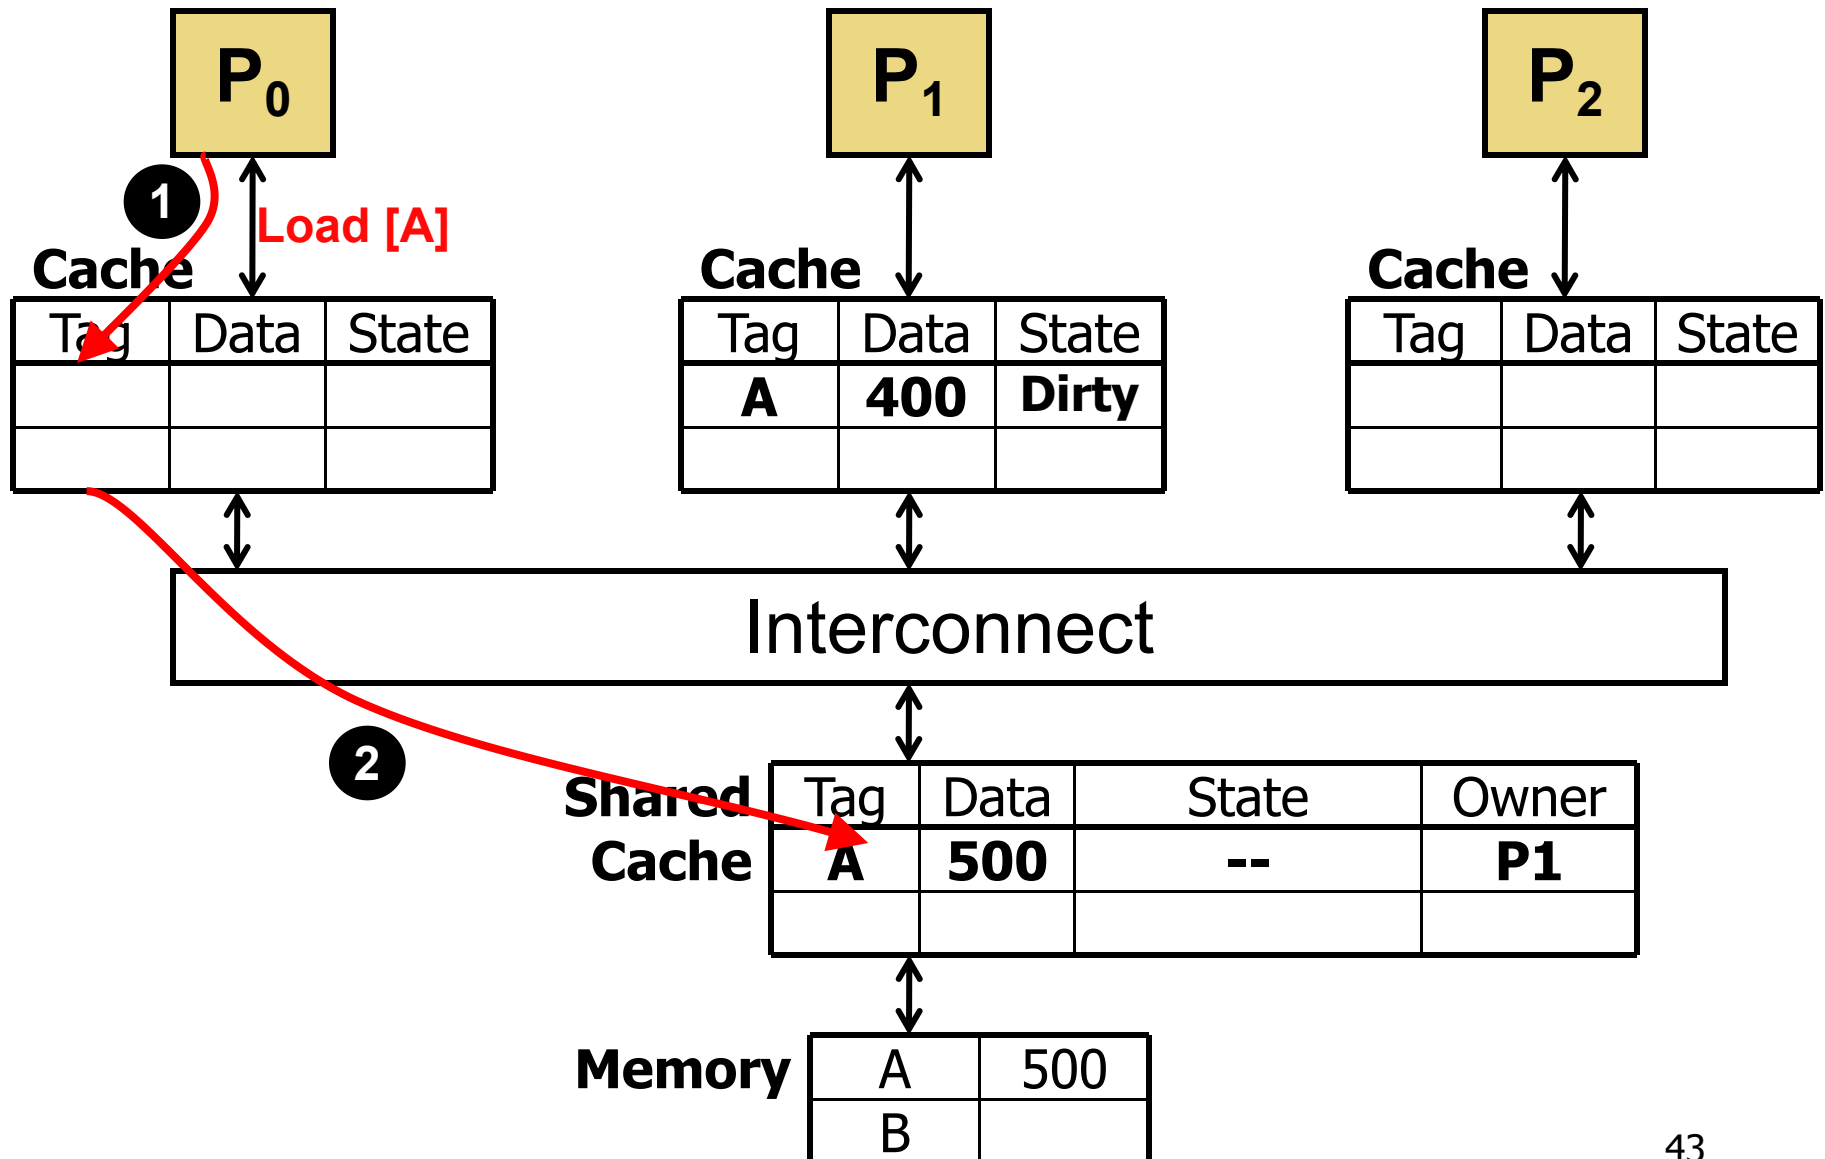 P0 P1 P2
1
Load [A]
Cache Cache Cache
Tag Data State Tag Data State Tag Data State
A 400 Dirty
Interconnect
2
Shared Tag Data State Owner
Cache A 500 -- P1
Memory A 500
B
43